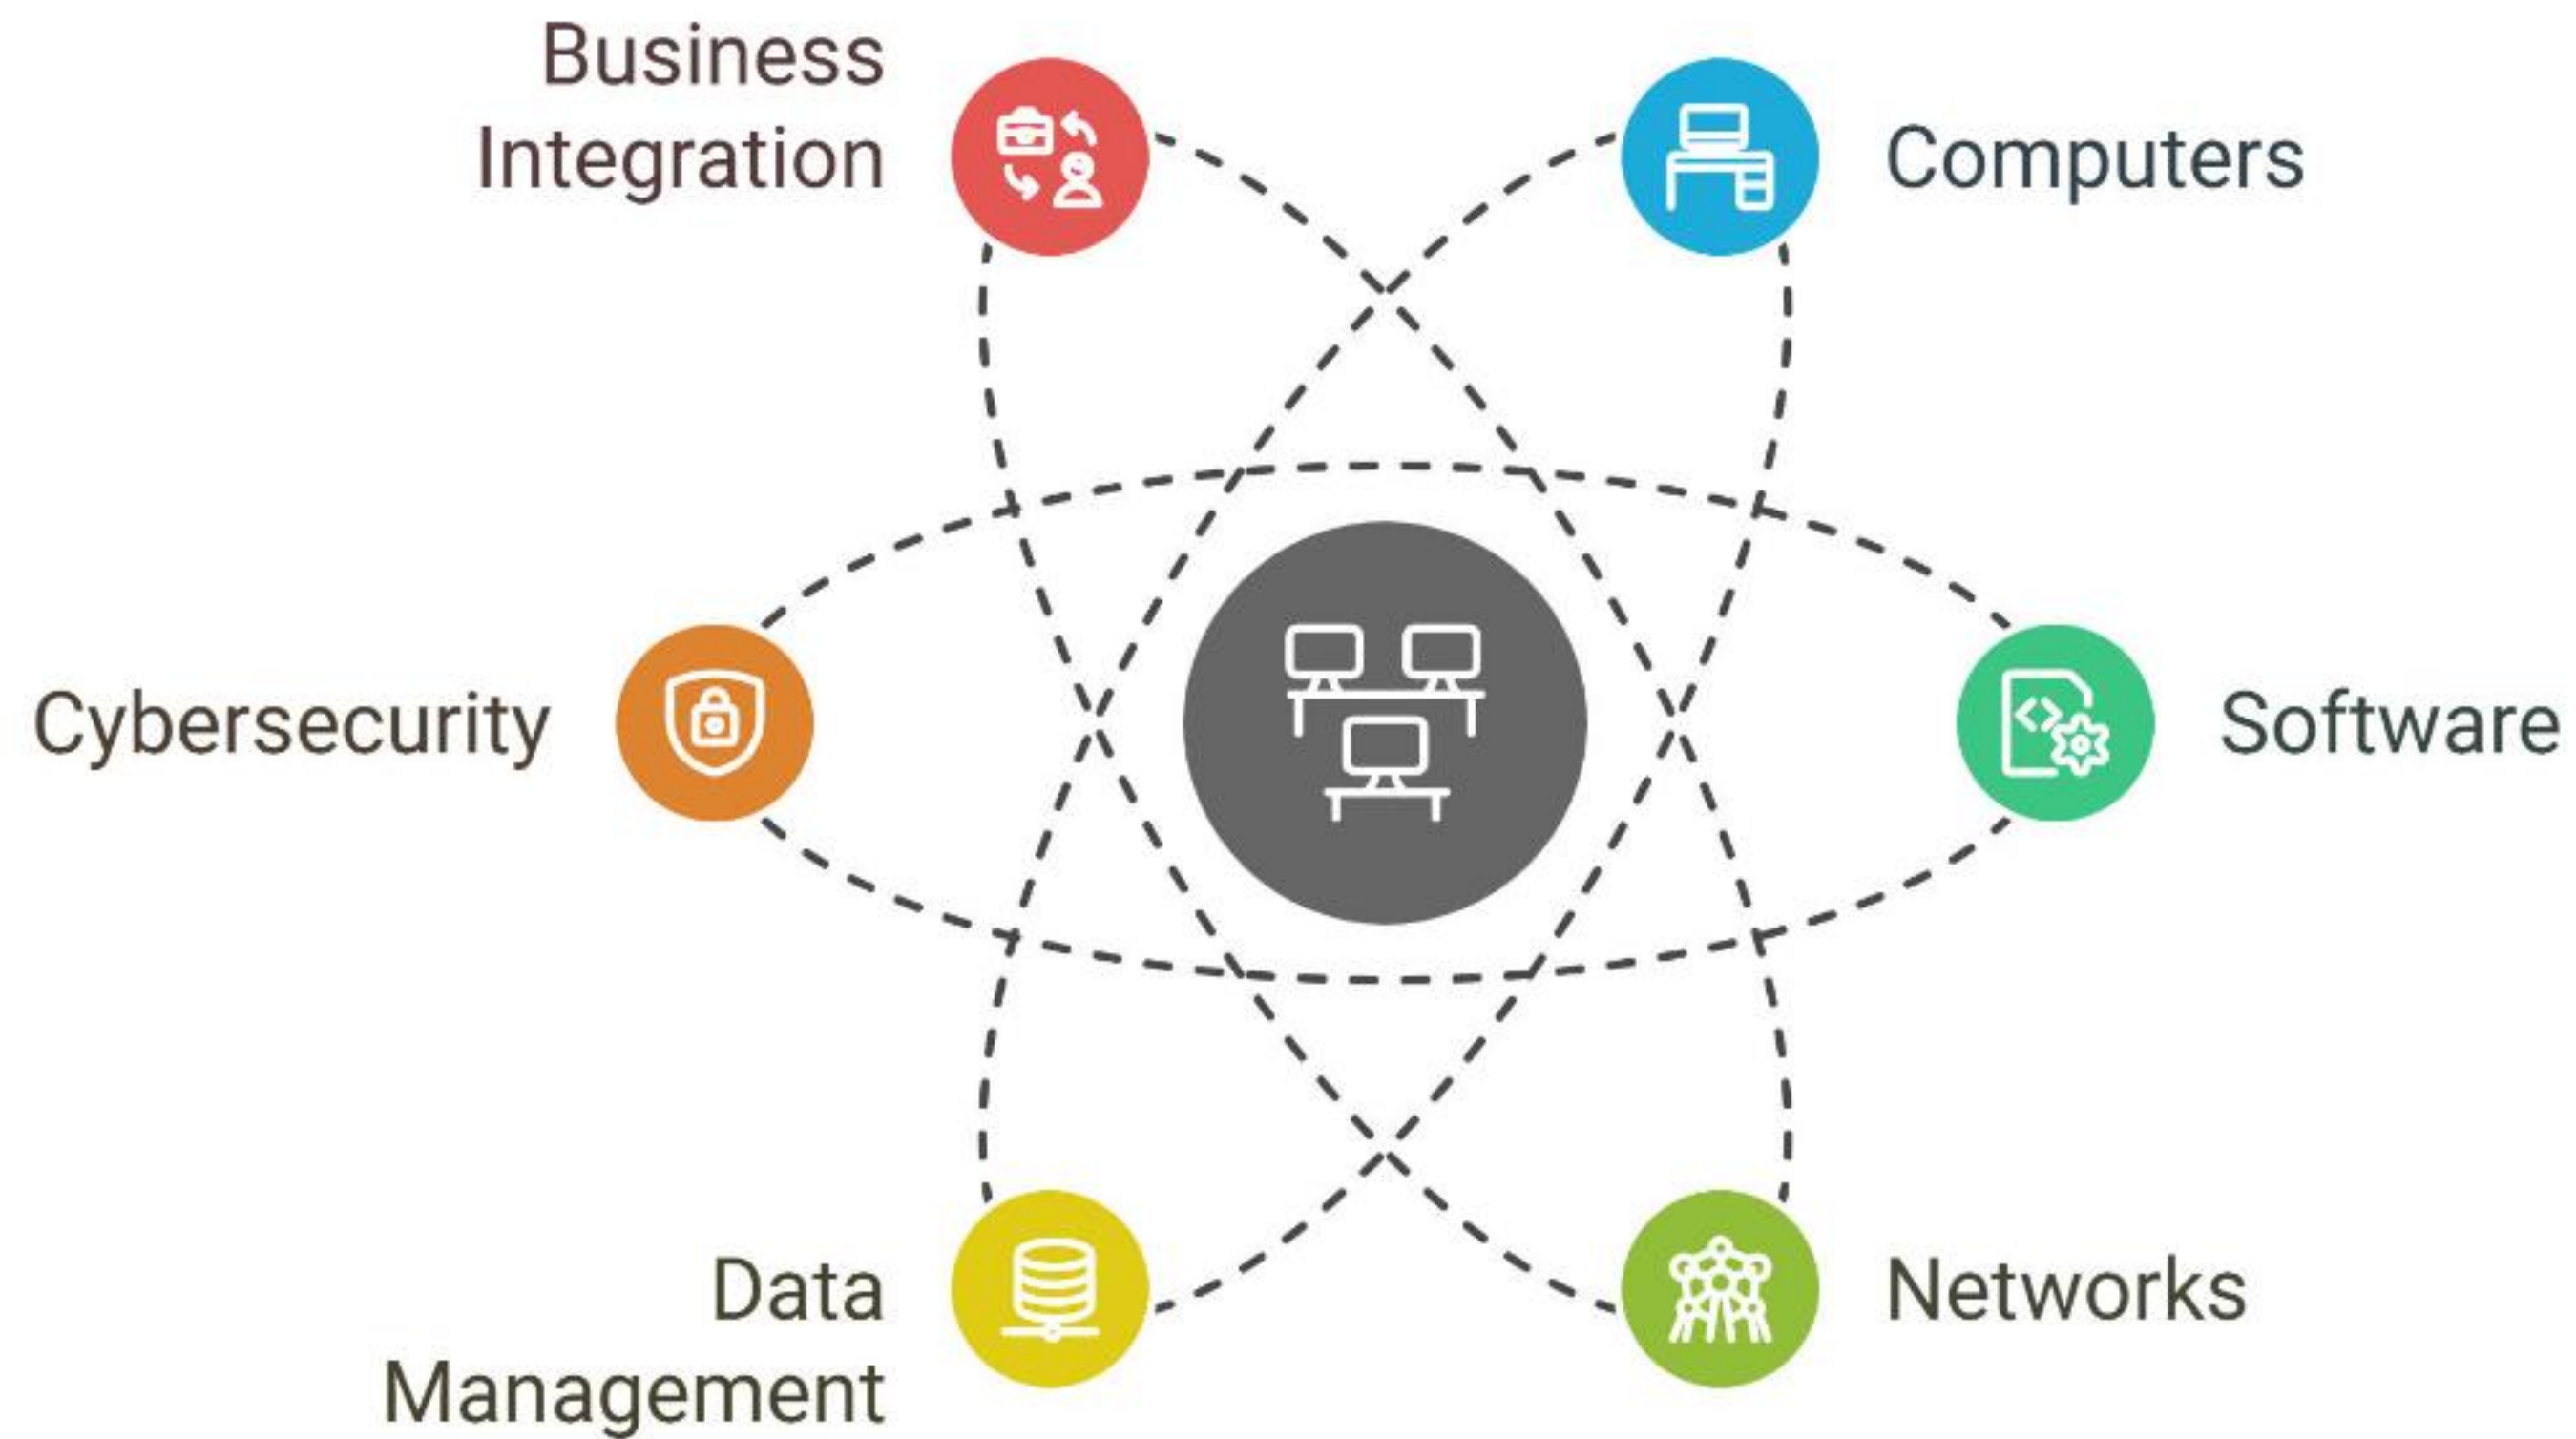 Business
Integration
Computers
Cybersecurity
Software
Data
Management
Networks